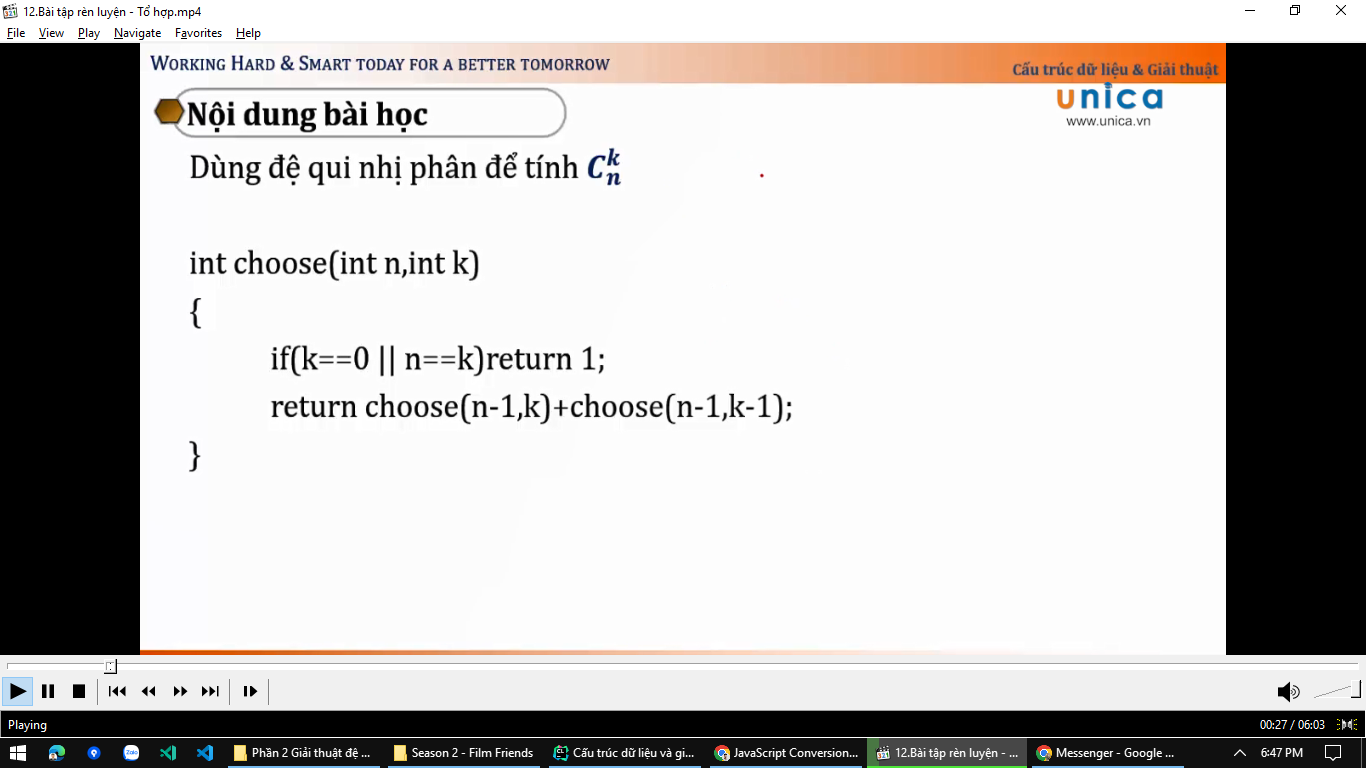 12.Bài tập rèn luyện - Tổ hợp.mp4
File View Play Navigate Favorites Help
WORKING HARD & SMART TODAY FOR A BETTER TOMORROW
Cấu trúc dữ liệu & Giải thuật
unica
www.unica.vn
Nội dung bài học
Dùng đệ qui nhị phân để tính C_n^k
int choose(int n,int k)
{
if(k==0 || n==k)return 1;
return choose(n-1,k)+choose(n-1,k-1);
}
Playing
00:27 / 06:03
Zalo
Phần 2 Giải thuật đệ ...
Season 2 - Film Friends
CL
Cấu trúc dữ liệu và gi...
JavaScript Conversion...
321
12.Bài tập rèn luyện - ...
Messenger - Google ...
6:47 PM